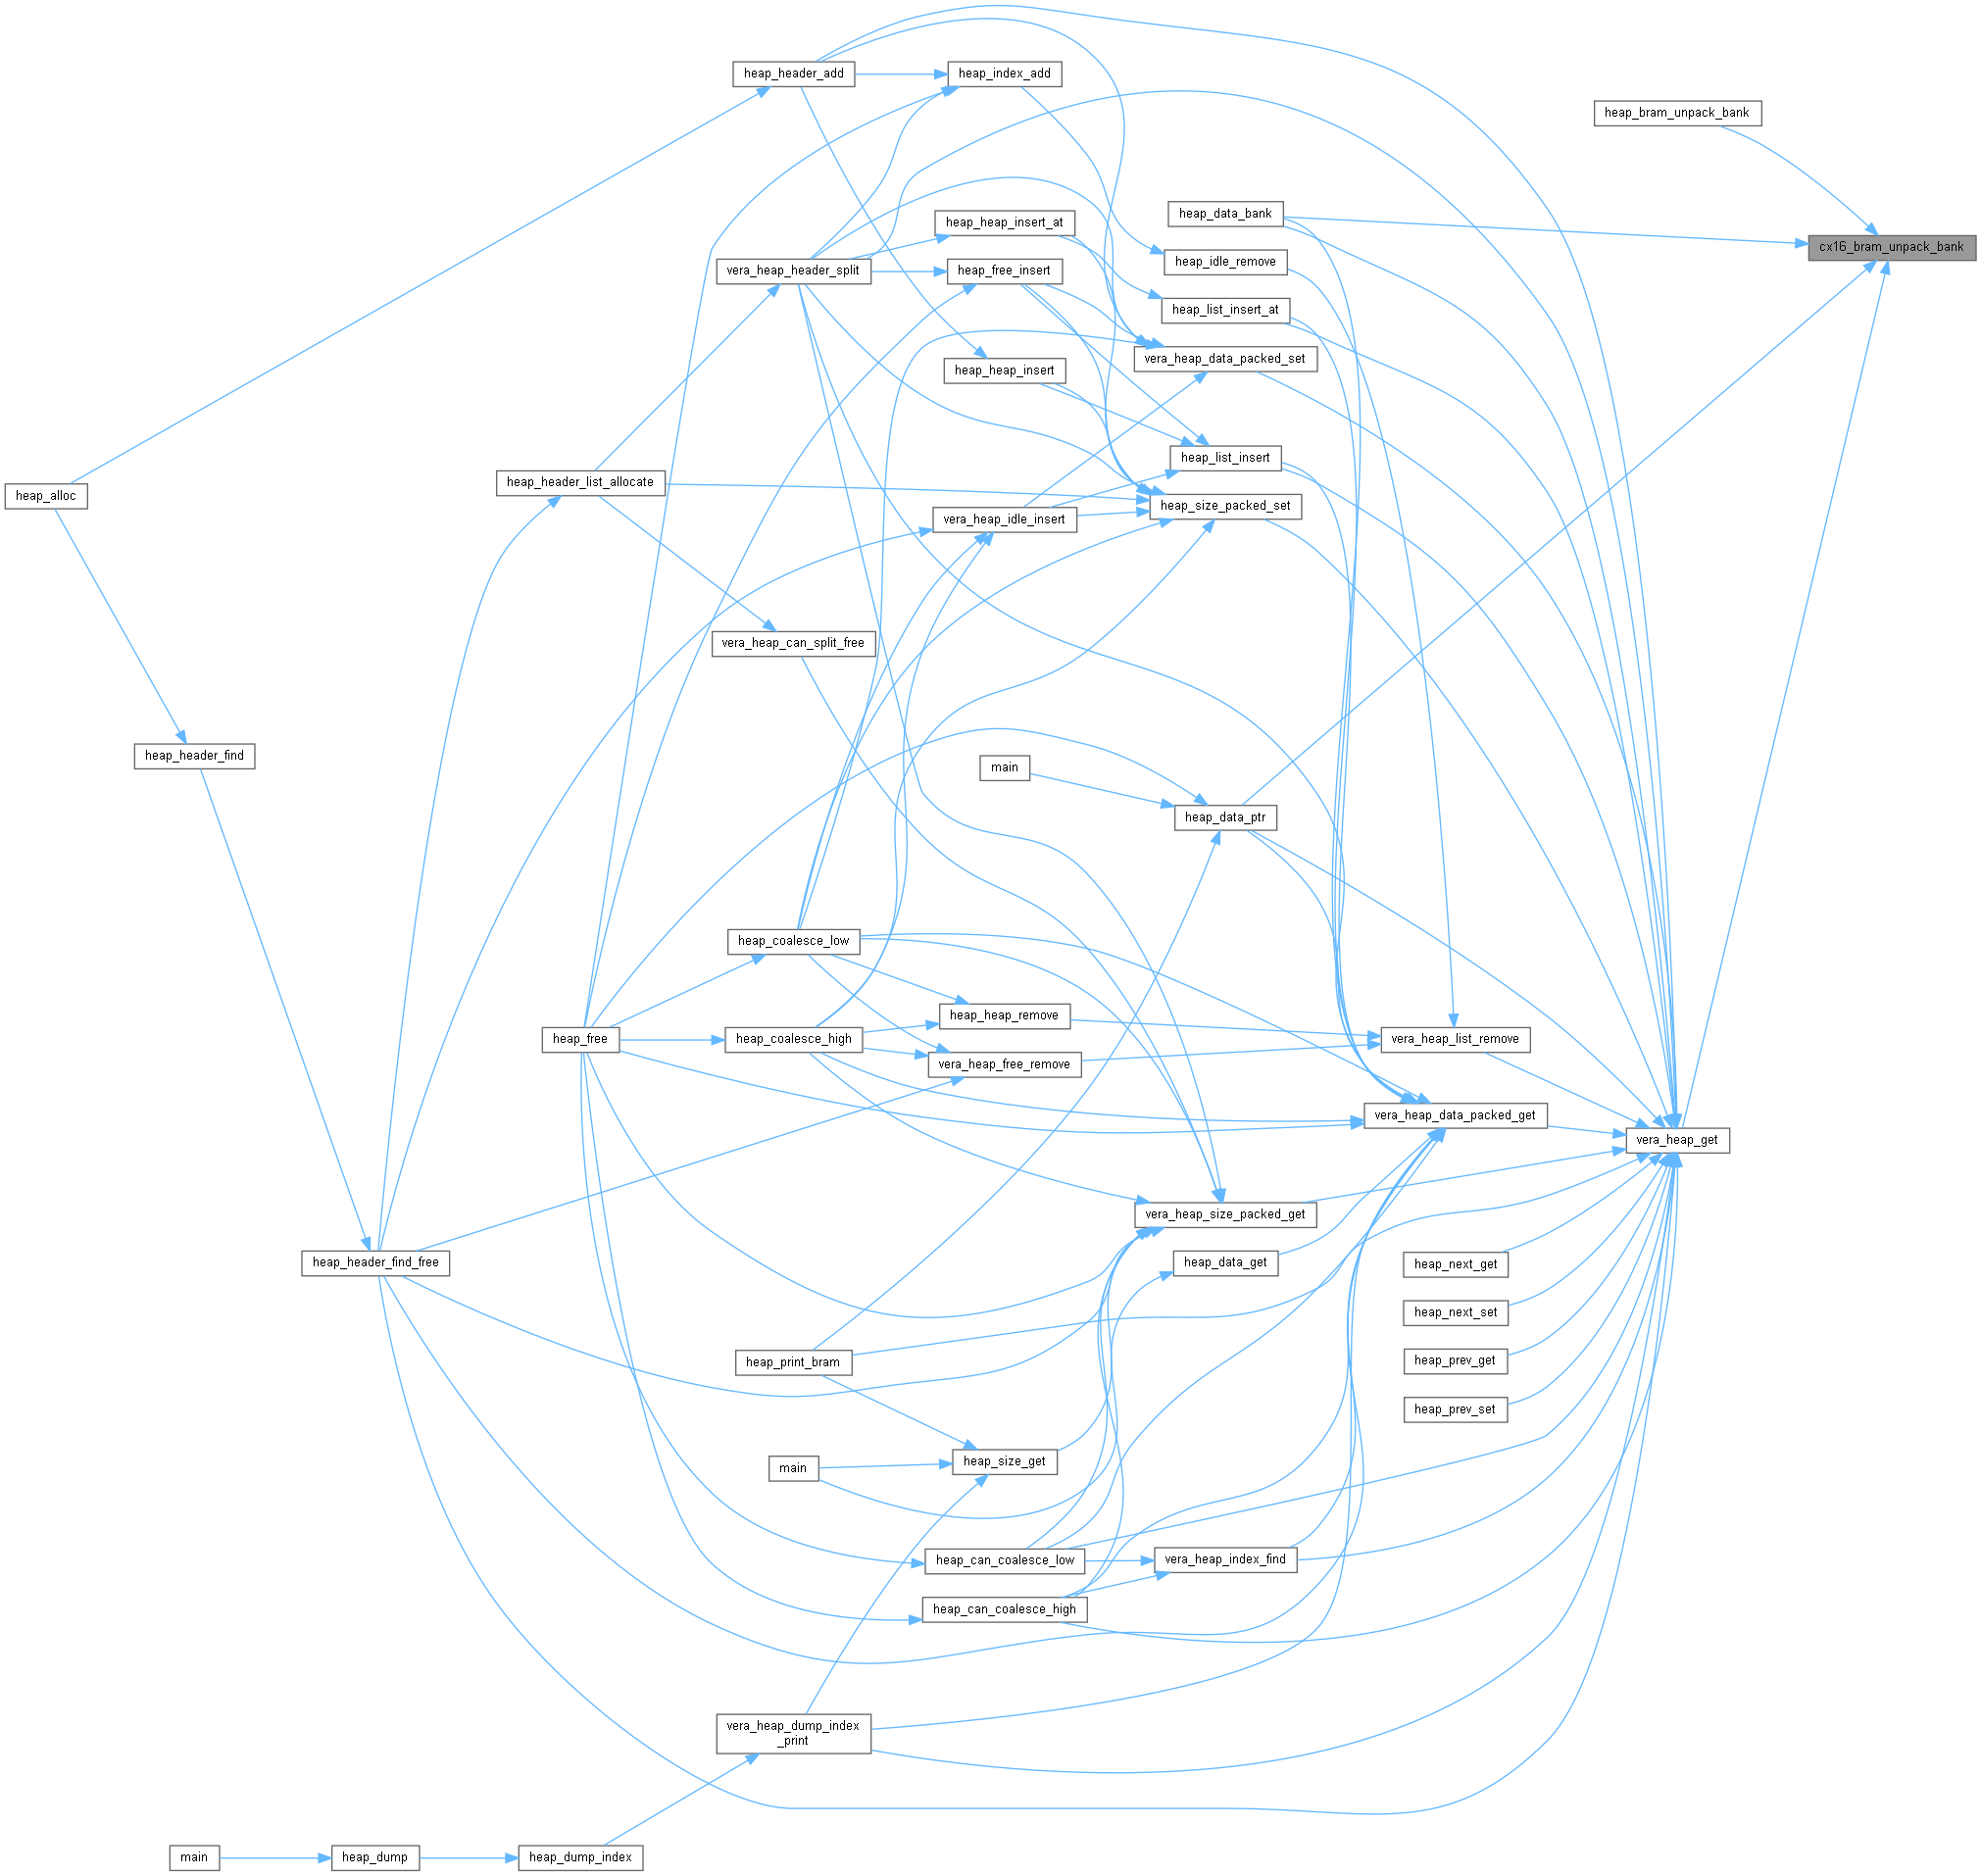 heap_header_add
heap_index_add
heap_bram_unpack_bank
heap_data_bank
heap_heap_insert_at
cx16_bram_unpack_bank
heap_idle_remove
vera_heap_header_split
heap_free_insert
heap_list_insert_at
vera_heap_data_packed_set
heap_heap_insert
heap_list_insert
heap_header_list_allocate
heap_alloc
heap_size_packed_set
vera_heap_idle_insert
vera_heap_can_split_free
heap_header_find
main
heap_data_ptr
heap_coalesce_low
heap_heap_remove
heap_free
heap_coalesce_high
vera_heap_list_remove
vera_heap_free_remove
vera_heap_data_packed_get
vera_heap_get
vera_heap_size_packed_get
heap_header_find_free
heap_data_get
heap_next_get
heap_next_set
heap_print_bram
heap_prev_get
heap_prev_set
heap_size_get
main
heap_can_coalesce_low
vera_heap_index_find
heap_can_coalesce_high
vera_heap_dump_index
_print
main
heap_dump
heap_dump_index